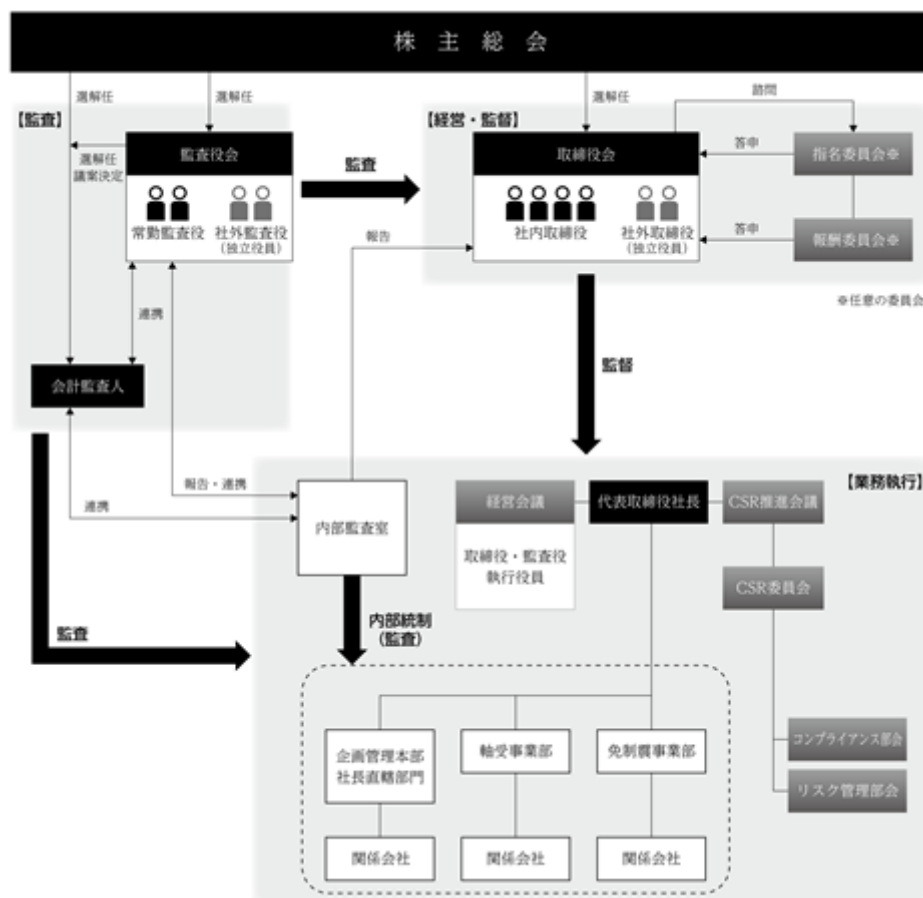 株主総会
選解任
選解任
選解任
諮問
【監査】
【経営・監督】
選解任
議案決定
監査役会
監査
取締役会
答申
指名委員会※
常勤監査役
社外監査役
(独立役員)
社内取締役
社外取締役
(独立役員)
報告
答申
報酬委員会※
※任意の委員会
連携
監督
会計監査人
【業務執行】
報告・連携
連携
内部監査室
経営会議
代表取締役社長
CSR推進会議
取締役・監査役
執行役員
CSR委員会
内部統制
(監査)
監査
企画管理本部
社長直轄部門
軸受事業部
免制震事業部
コンプライアンス部会
リスク管理部会
関係会社
関係会社
関係会社